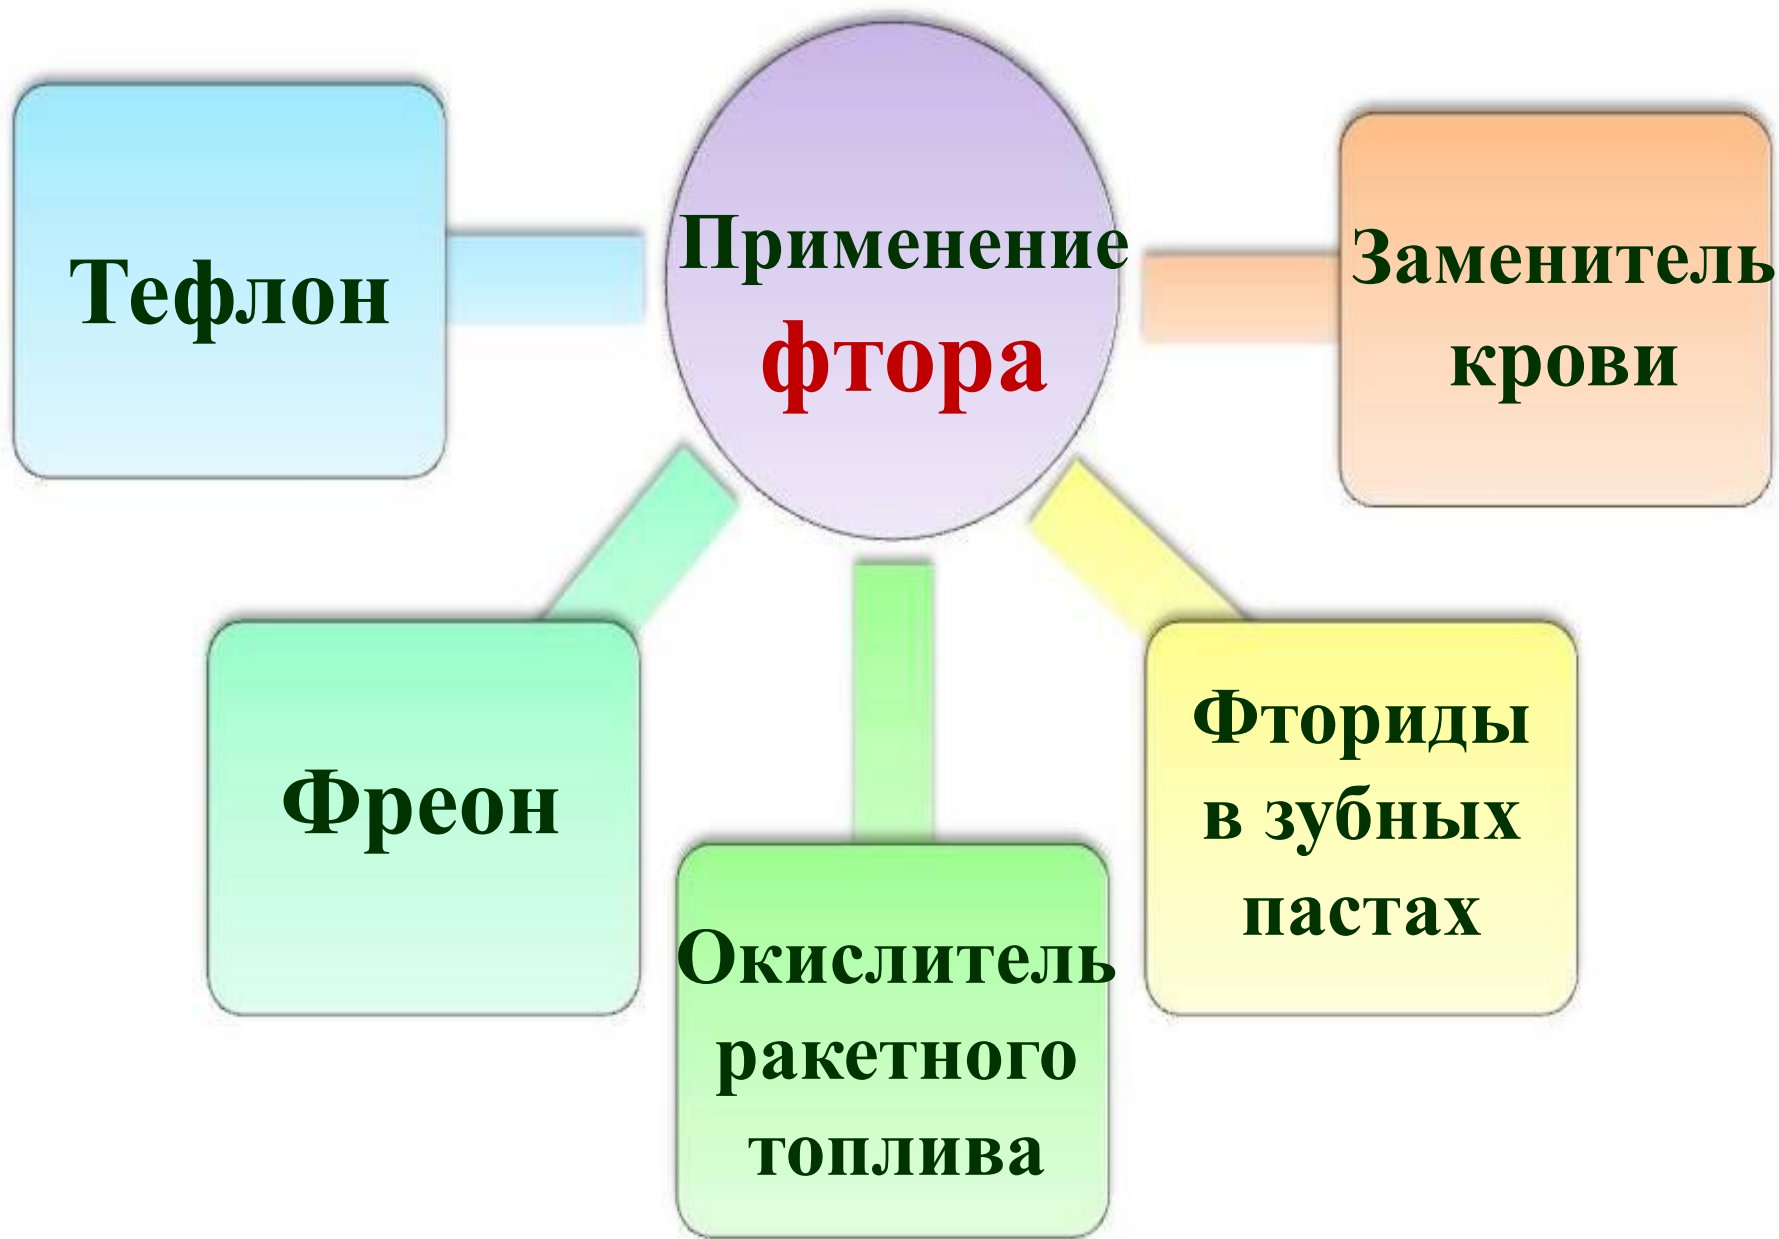 Применение
фтора
Тефлон
Фреон
Окислитель
ракетного
топлива
Фториды
в зубных
пастах
Заменитель
крови